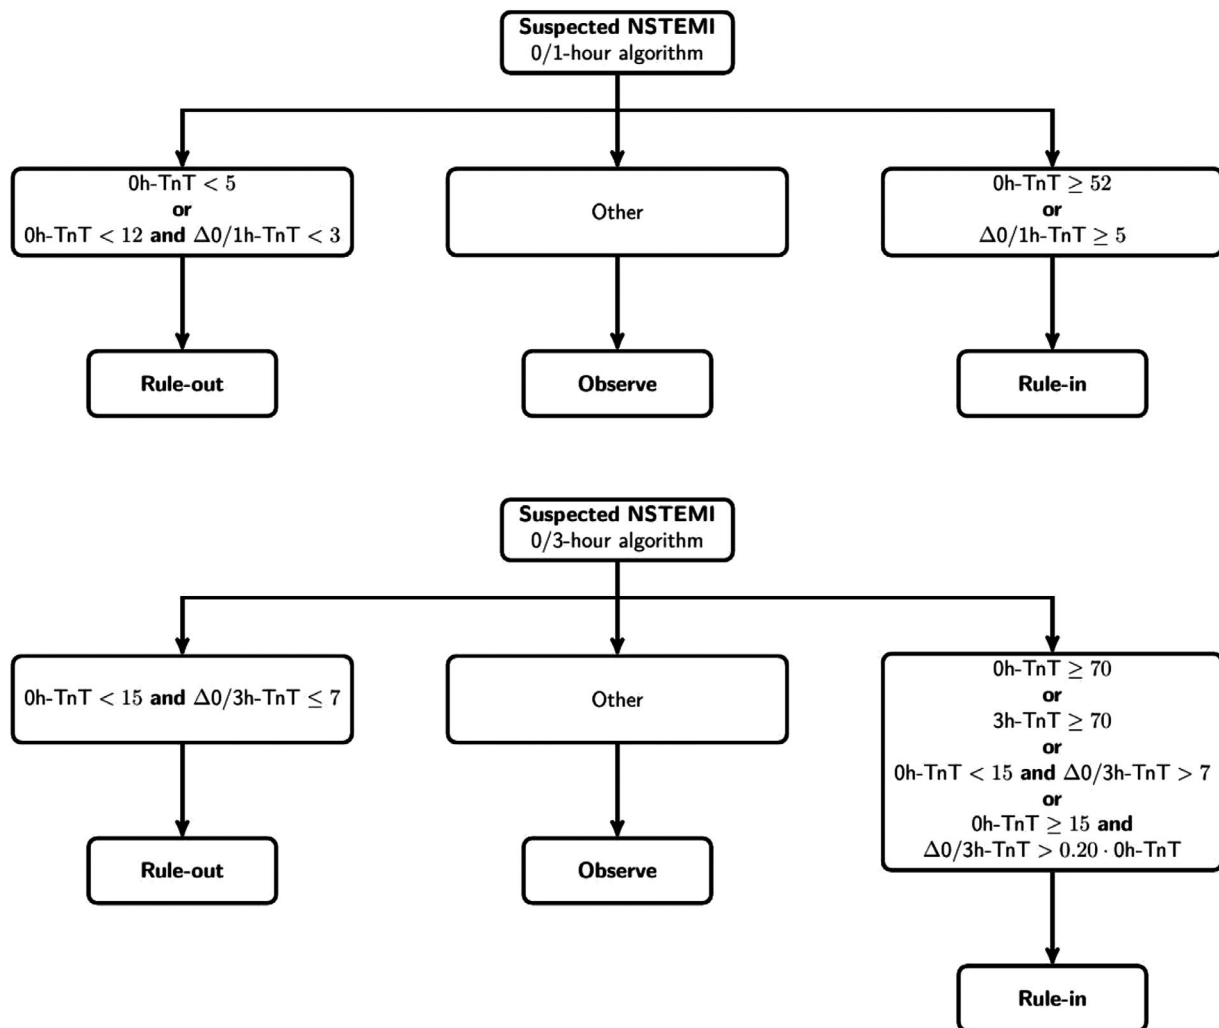 Suspected NSTEMI
0/1-hour algorithm
0h-TnT < 5
or
0h-TnT < 12 and Δ0/1h-TnT < 3
Other
0h-TnT ≥ 52
or
Δ0/1h-TnT ≥ 5
Rule-out
Observe
Rule-in
Suspected NSTEMI
0/3-hour algorithm
0h-TnT < 15 and Δ0/3h-TnT ≤ 7
Other
0h-TnT ≥ 70
or
3h-TnT ≥ 70
or
0h-TnT < 15 and Δ0/3h-TnT > 7
or
0h-TnT ≥ 15 and
Δ0/3h-TnT > 0.20 · 0h-TnT
Rule-out
Observe
Rule-in